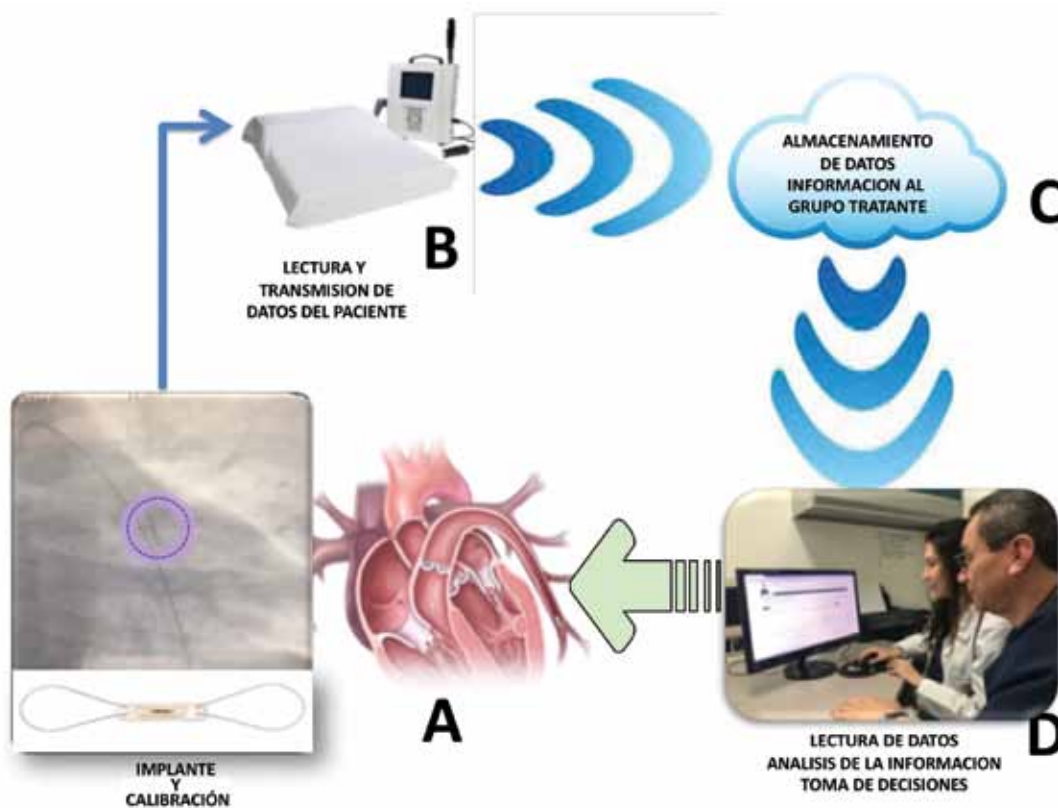 ALMACENAMIENTO
DE DATOS
INFORMACION AL
GRUPO TRATANTE
C
B
LECTURA Y
TRANSMISION DE
DATOS DEL PACIENTE
A
IMPLANTE
Y
CALIBRACIÓN
D
LECTURA DE DATOS
ANALISIS DE LA INFORMACION
TOMA DE DECISIONES